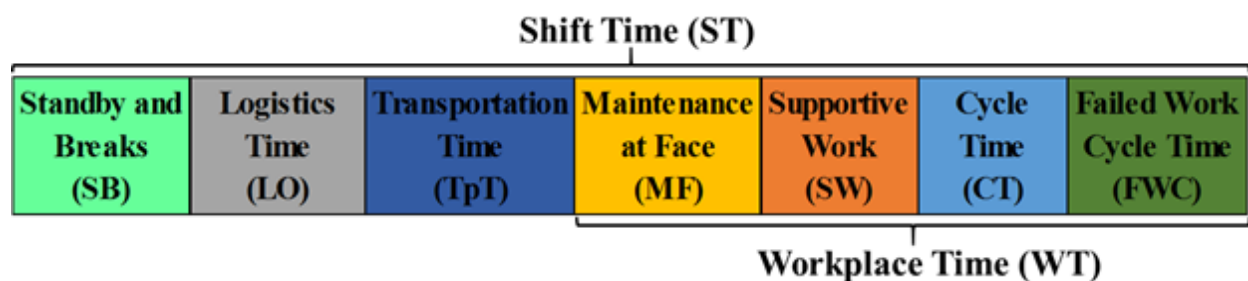 Shift Time (ST)
Standby and
Breaks
(SB)
Logistics
Time
(LO)
Transportation
Time
(TpT)
Maintenance
at Face
(MF)
Supportive
Work
(SW)
Cycle
Time
(CT)
Failed Work
Cycle Time
(FWC)
Workplace Time (WT)